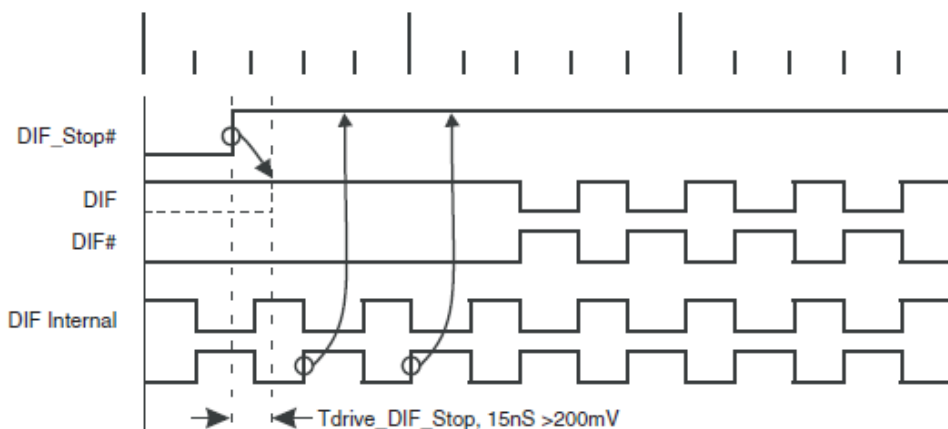 DIF_Stop#
DIF
DIF#
DIF Internal
Tdrive_DIF_Stop, 15nS >200mV